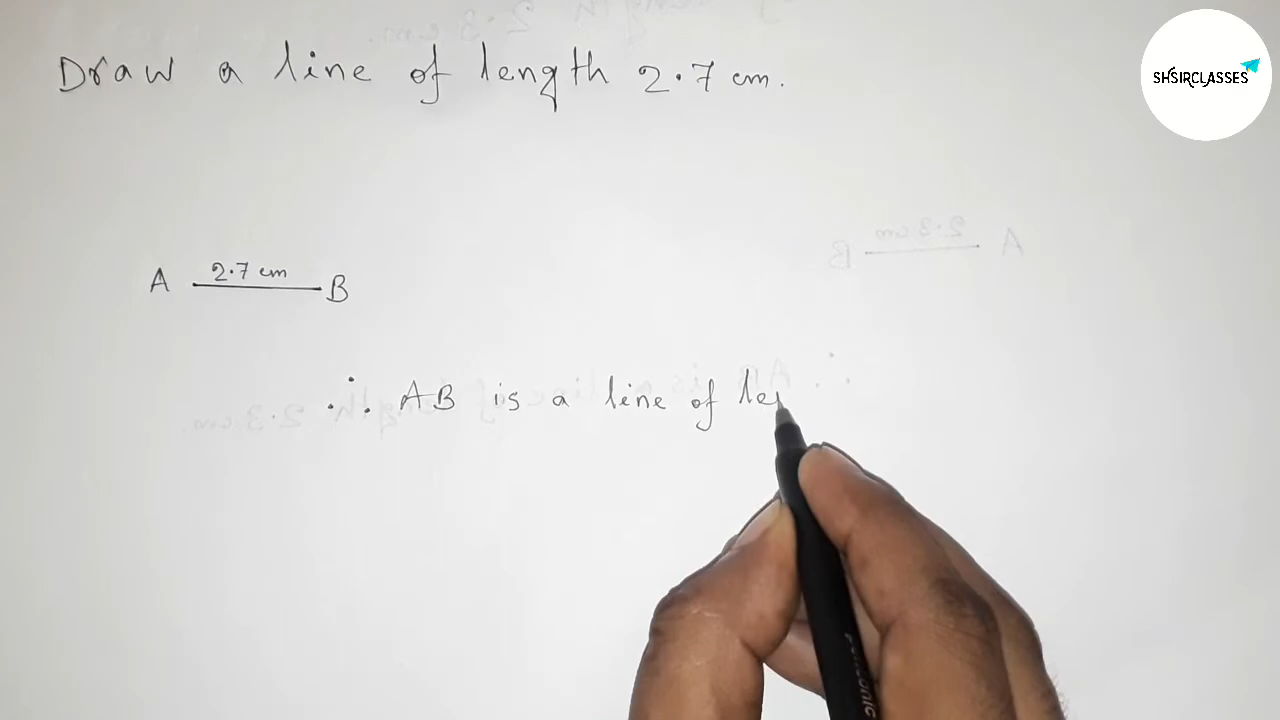 Draw a line of length 2.7 cm.
SHSIRCLASSES
2.7 cm
A B
∴ AB is a line of le